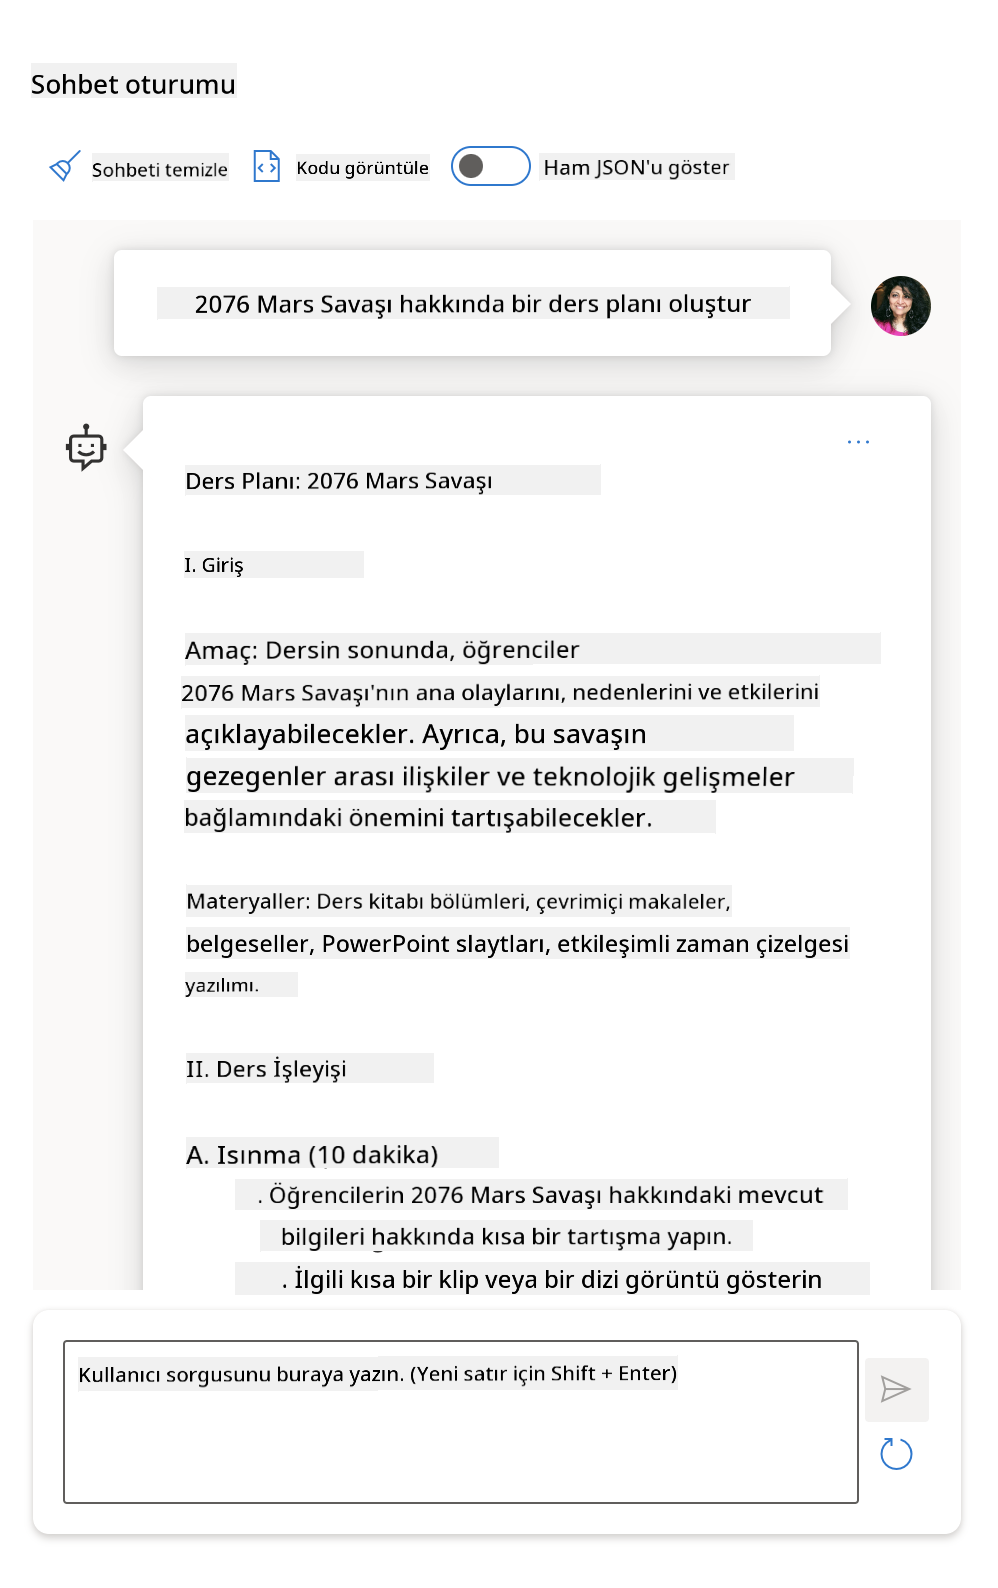 Sohbet oturumu
Sohbeti temizle
Kodu görüntüle
Ham JSON'u göster
2076 Mars Savaşı hakkında bir ders planı oluştur
...
Ders Planı: 2076 Mars Savaşı
I. Giriş
Amaç: Dersin sonunda, öğrenciler
2076 Mars Savaşı'nın ana olaylarını, nedenlerini ve etkilerini
açıklayabilecekler. Ayrıca, bu savaşın
gezegenler arası ilişkiler ve teknolojik gelişmeler
bağlamındaki önemini tartışabilecekler.
Materyaller: Ders kitabı bölümleri, çevrimiçi makaleler,
belgeseller, PowerPoint slaytları, etkileşimli zaman çizelgesi
yazılımı.
II. Ders İşleyişi
A. Isınma (10 dakika)
. Öğrencilerin 2076 Mars Savaşı hakkındaki mevcut
bilgileri hakkında kısa bir tartışma yapın.
. İlgili kısa bir klip veya bir dizi görüntü gösterin
Kullanıcı sorgusunu buraya yazın. (Yeni satır için Shift + Enter)